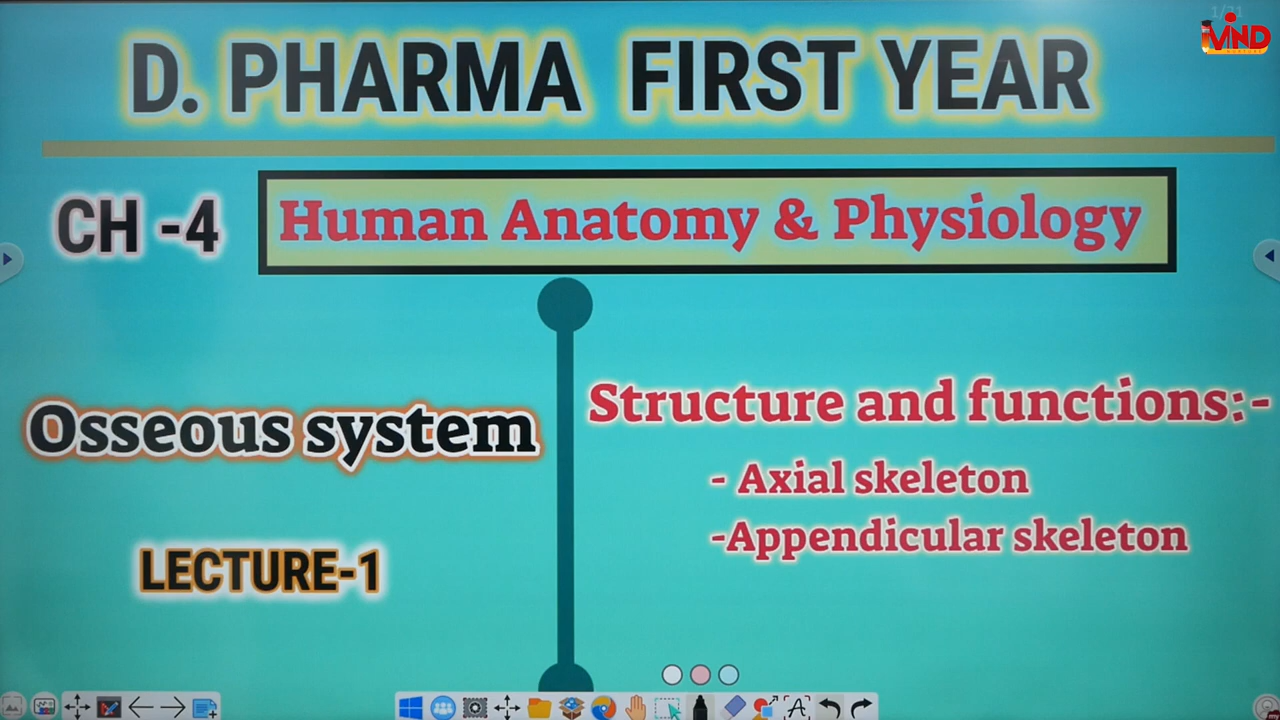 D. PHARMA FIRST YEAR
CH -4
Human Anatomy & Physiology
Osseous system
Structure and functions:-
- Axial skeleton
-Appendicular skeleton
LECTURE-1